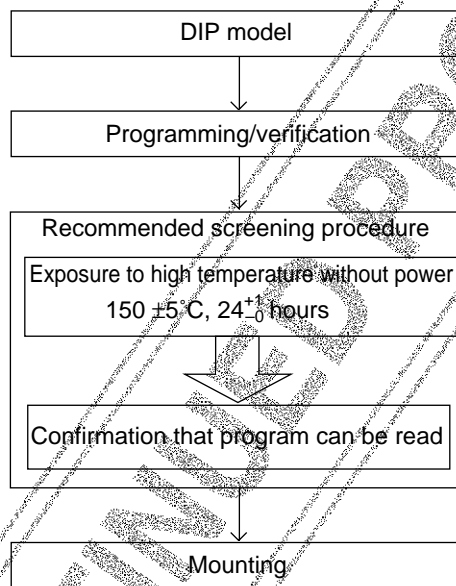 DIP model
Programming/verification
Recommended screening procedure
Exposure to high temperature without power
150 ±5˚C, 24 +1 –0 hours
Confirmation that program can be read
Mounting